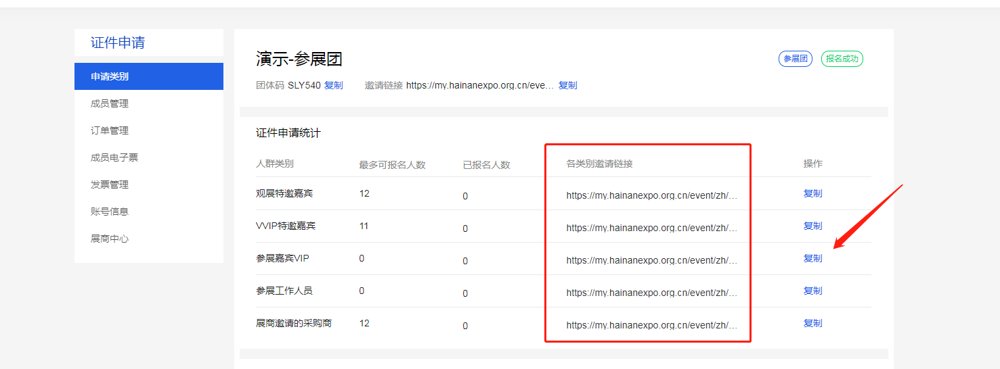 证件申请
申请类别
成员管理
订单管理
成员电子票
发票管理
账号信息
展商中心
演示-参展团
参展团 报名成功
团体码 SLY540 复制 邀请链接 https://my.hainanexpo.org.cn/eve... 复制
证件申请统计
人群类别 最多可报名人数 已报名人数 各类别邀请链接 操作
观展特邀嘉宾 12 0 https://my.hainanexpo.org.cn/event/zh/... 复制
VVIP特邀嘉宾 11 0 https://my.hainanexpo.org.cn/event/zh/... 复制
参展嘉宾VIP 0 0 https://my.hainanexpo.org.cn/event/zh/... 复制
参展工作人员 0 0 https://my.hainanexpo.org.cn/event/zh/... 复制
展商邀请的采购商 12 0 https://my.hainanexpo.org.cn/event/zh/... 复制